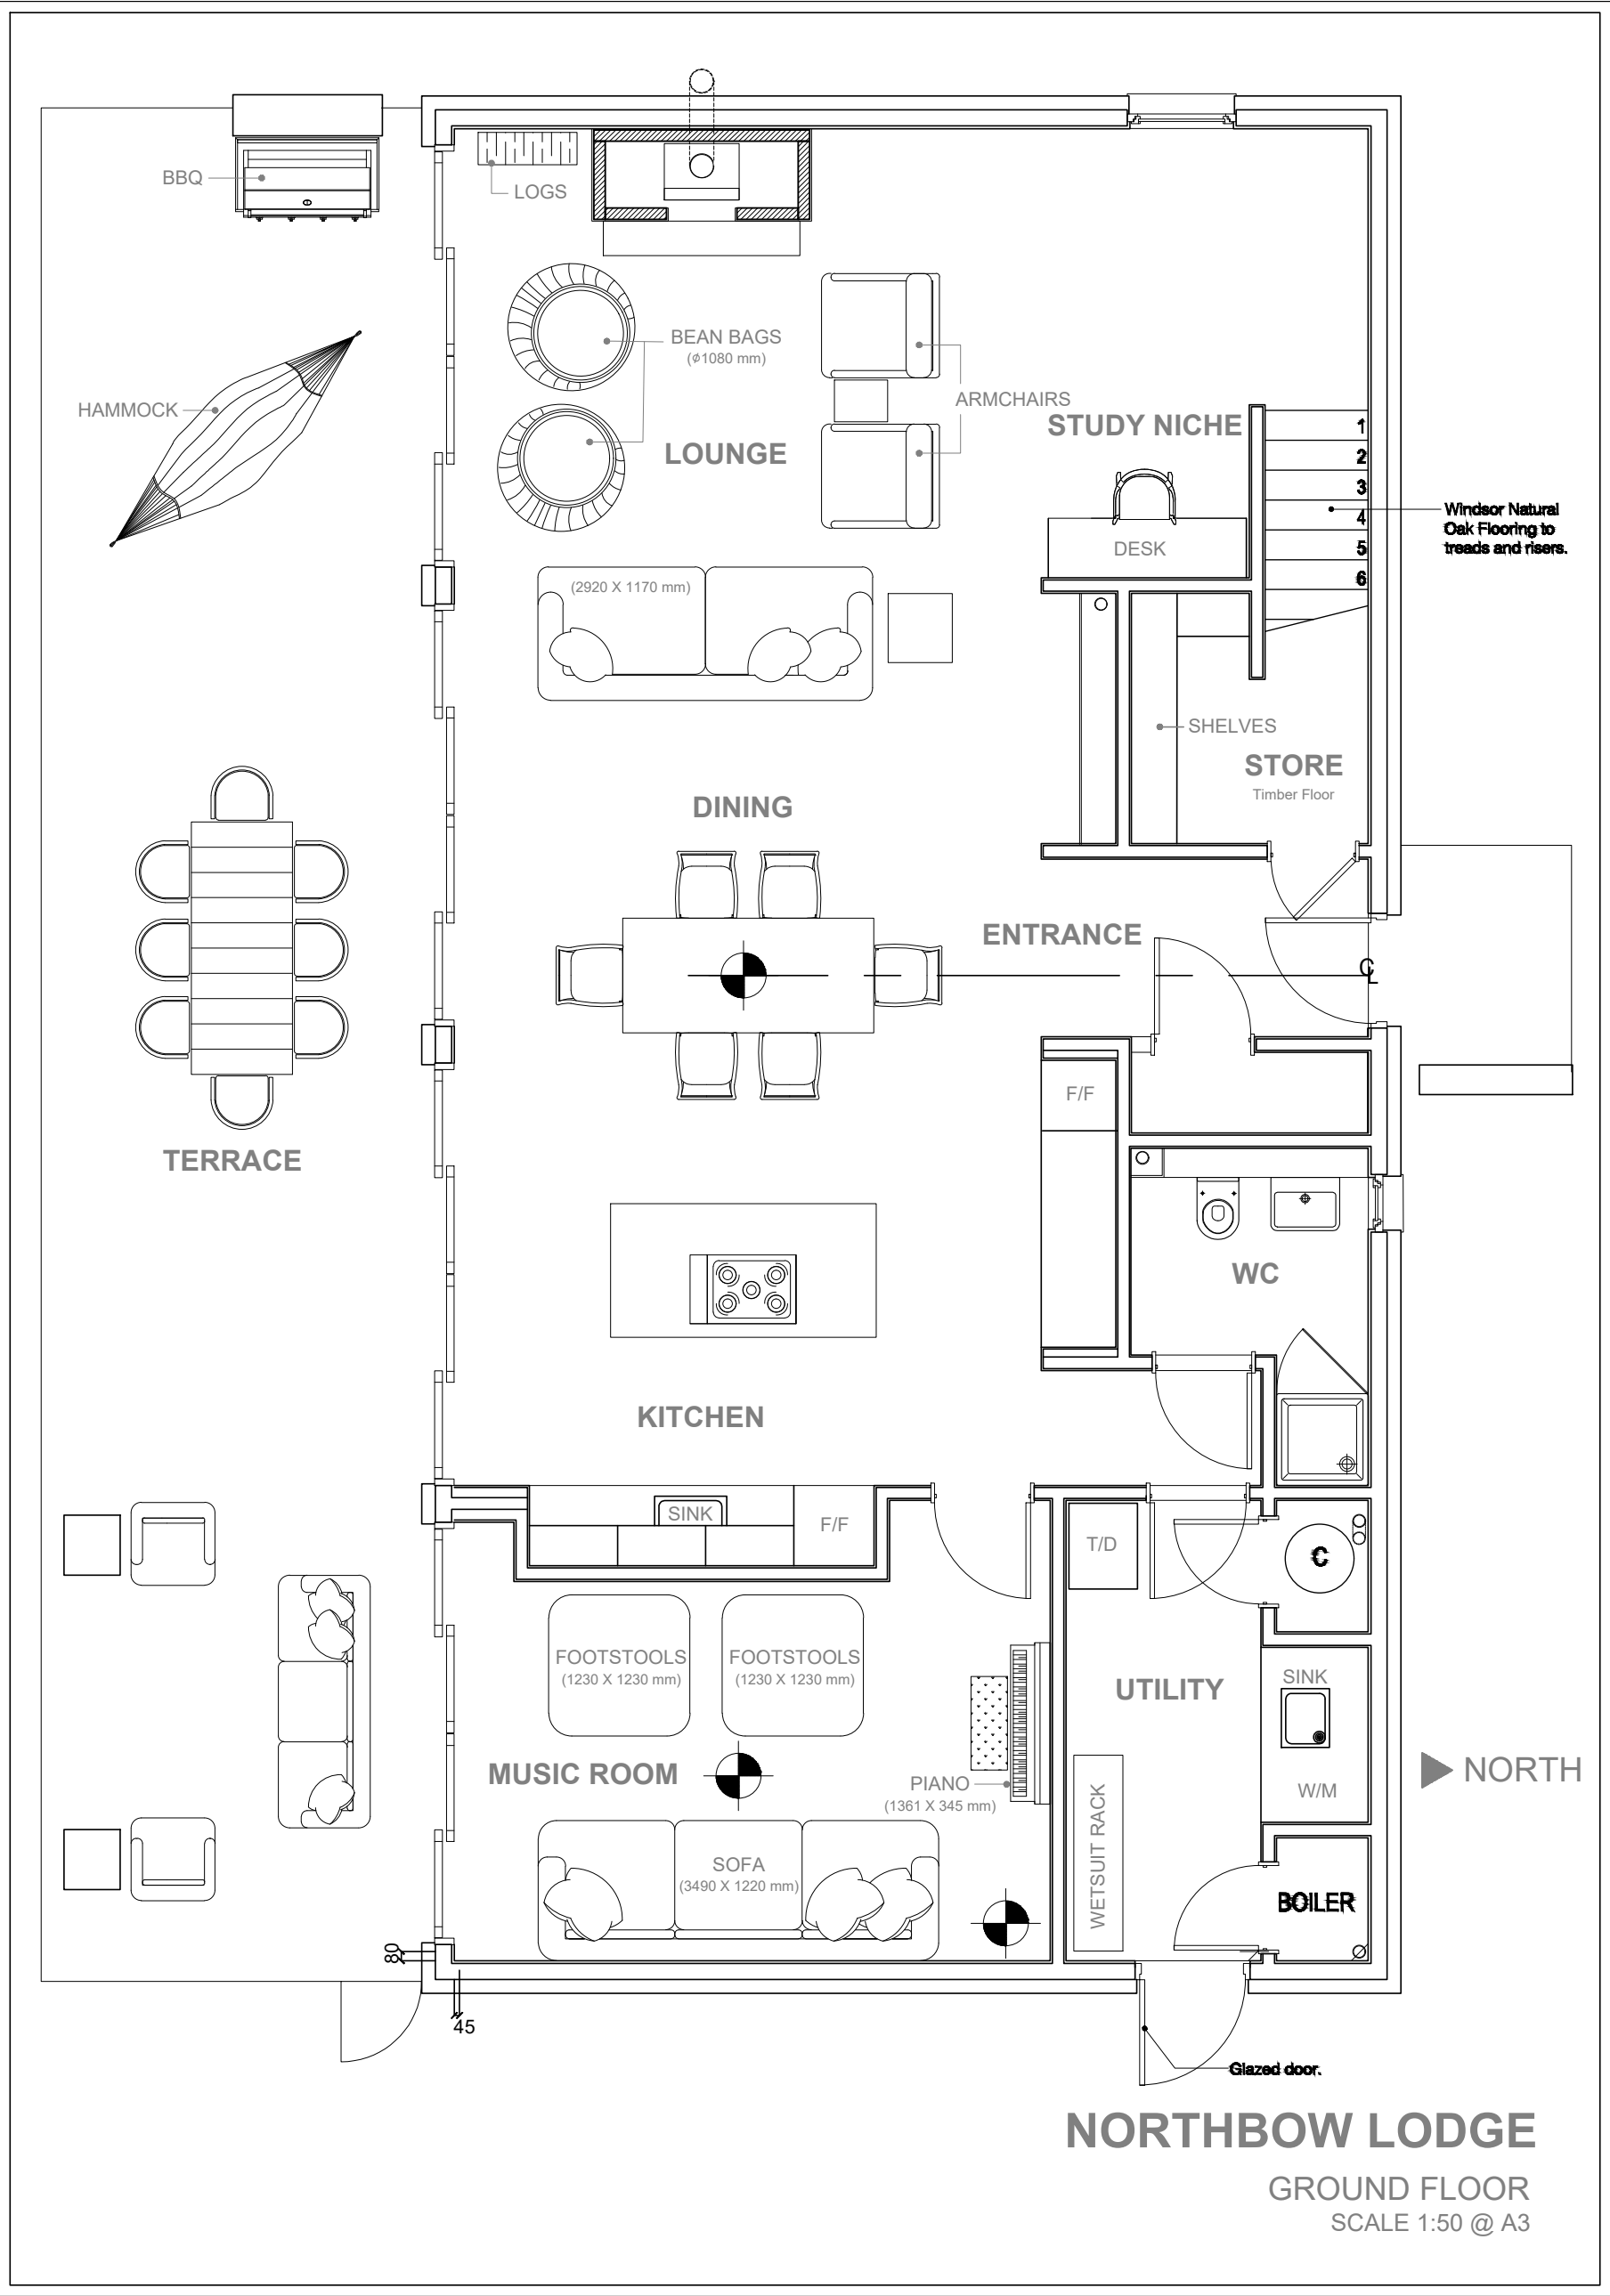 BBQ
LOGS
BEAN BAGS
(ϕ1080 mm)
HAMMOCK
ARMCHAIRS
STUDY NICHE
LOUNGE
1
2
3
4
5
6
Windsor Natural
Oak Flooring to
treads and risers.
DESK
(2920 X 1170 mm)
SHELVES
STORE
Timber Floor
DINING
ENTRANCE
CL
F/F
TERRACE
WC
KITCHEN
SINK
F/F
T/D
C
FOOTSTOOLS
(1230 X 1230 mm)
FOOTSTOOLS
(1230 X 1230 mm)
UTILITY
SINK
MUSIC ROOM
PIANO
(1361 X 345 mm)
W/M
NORTH
WETSUIT RACK
SOFA
(3490 X 1220 mm)
BOILER
80
45
Glazed door.
NORTHBOW LODGE
GROUND FLOOR
SCALE 1:50 @ A3